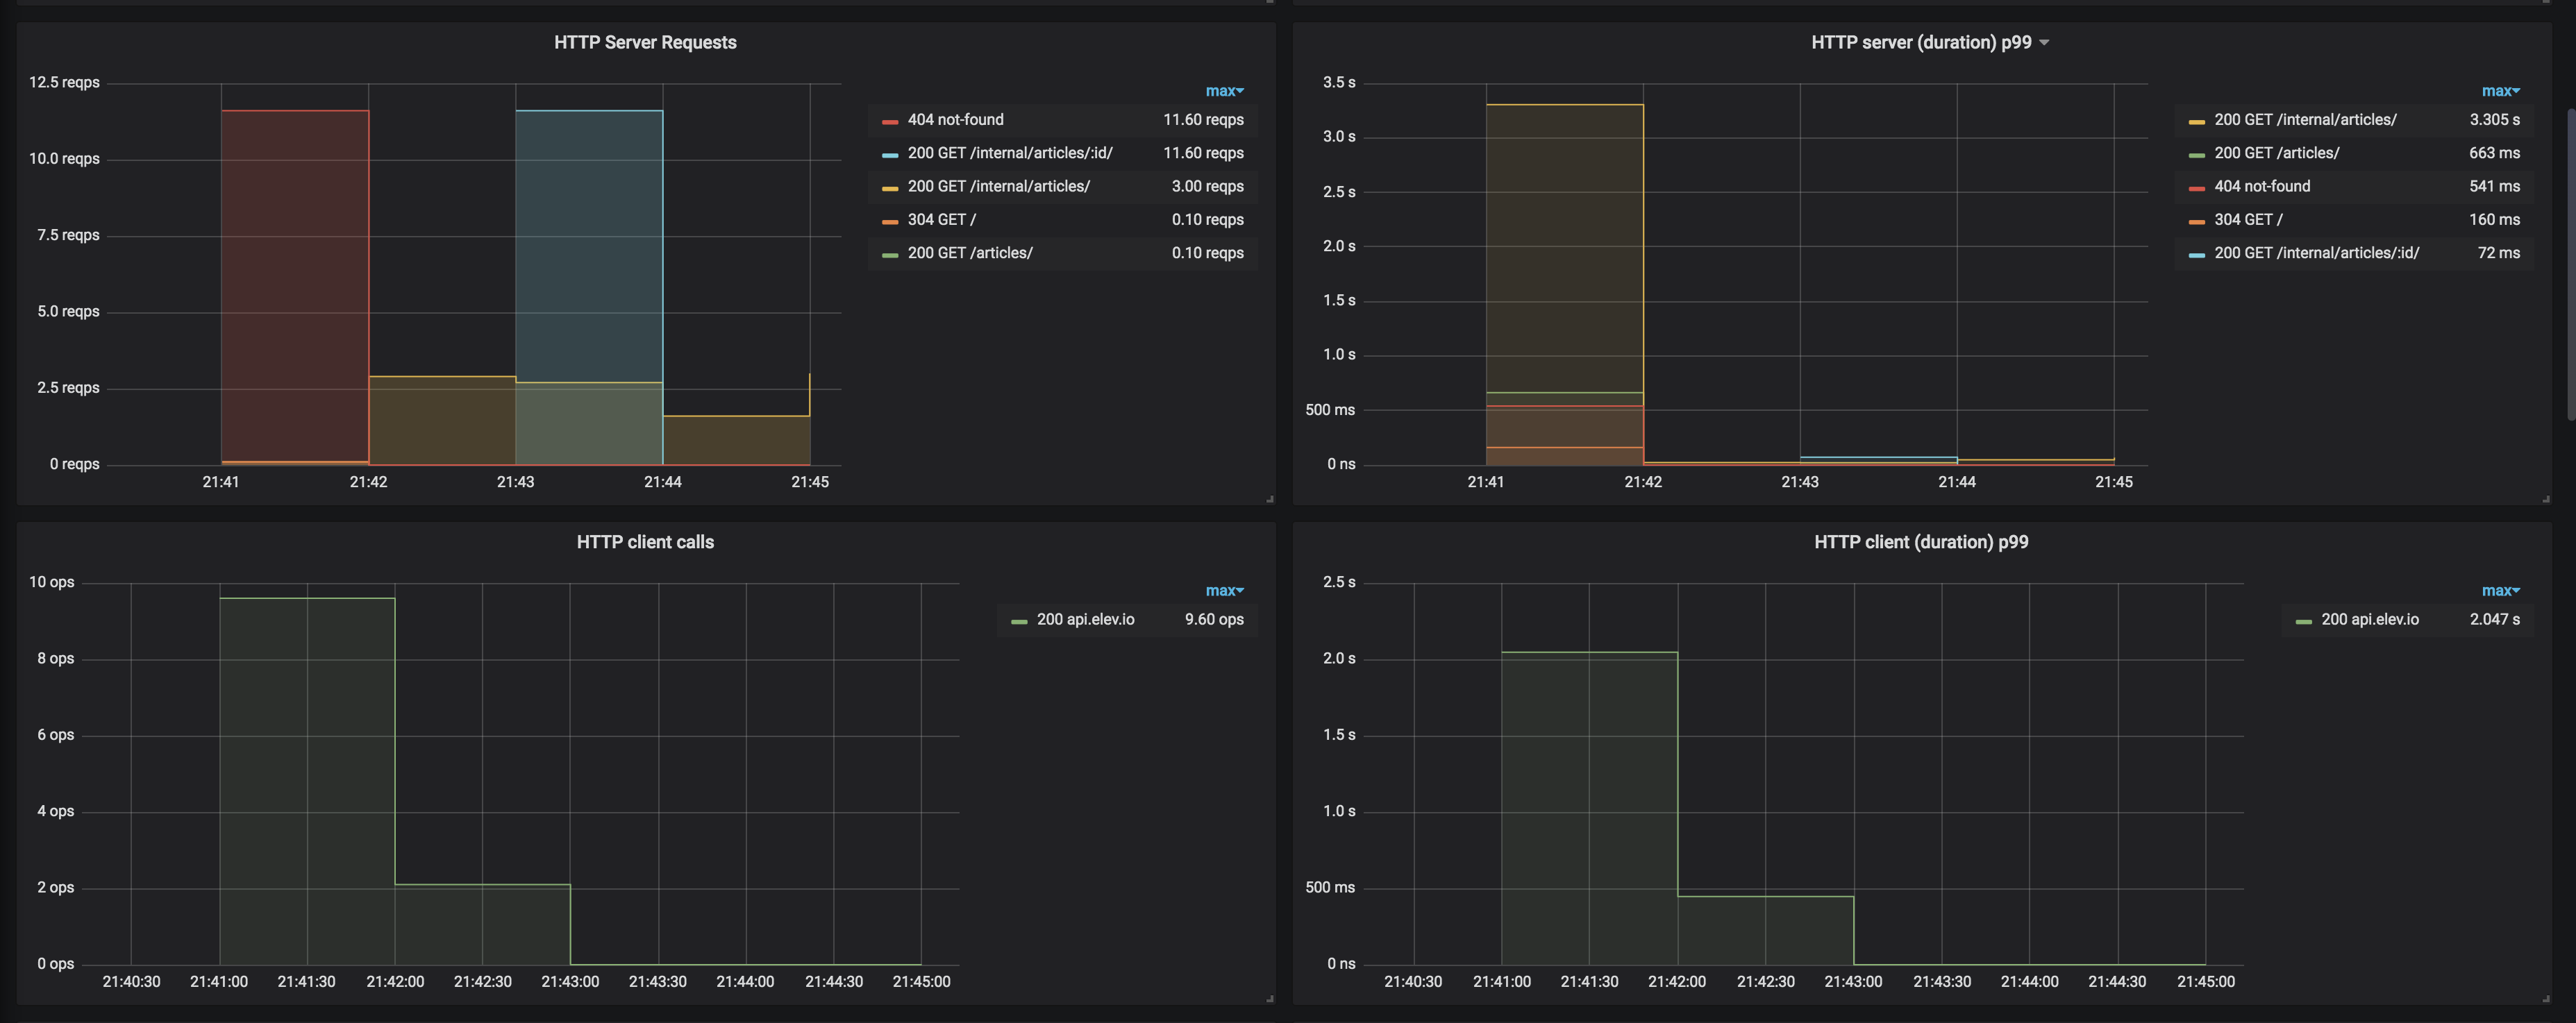 HTTP Server Requests
12.5 reqps
10.0 reqps
7.5 reqps
5.0 reqps
2.5 reqps
0 reqps
21:41 21:42 21:43 21:44 21:45
max
404 not-found 11.60 reqps
200 GET /internal/articles/:id/ 11.60 reqps
200 GET /internal/articles/ 3.00 reqps
304 GET / 0.10 reqps
200 GET /articles/ 0.10 reqps
HTTP server (duration) p99
3.5 s
3.0 s
2.5 s
2.0 s
1.5 s
1.0 s
500 ms
0 ns
21:41 21:42 21:43 21:44 21:45
max
200 GET /internal/articles/ 3.305 s
200 GET /articles/ 663 ms
404 not-found 541 ms
304 GET / 160 ms
200 GET /internal/articles/:id/ 72 ms
HTTP client calls
10 ops
8 ops
6 ops
4 ops
2 ops
0 ops
21:40:30 21:41:00 21:41:30 21:42:00 21:42:30 21:43:00 21:43:30 21:44:00 21:44:30 21:45:00
max
200 api.elev.io 9.60 ops
HTTP client (duration) p99
2.5 s
2.0 s
1.5 s
1.0 s
500 ms
0 ns
21:40:30 21:41:00 21:41:30 21:42:00 21:42:30 21:43:00 21:43:30 21:44:00 21:44:30 21:45:00
max
200 api.elev.io 2.047 s